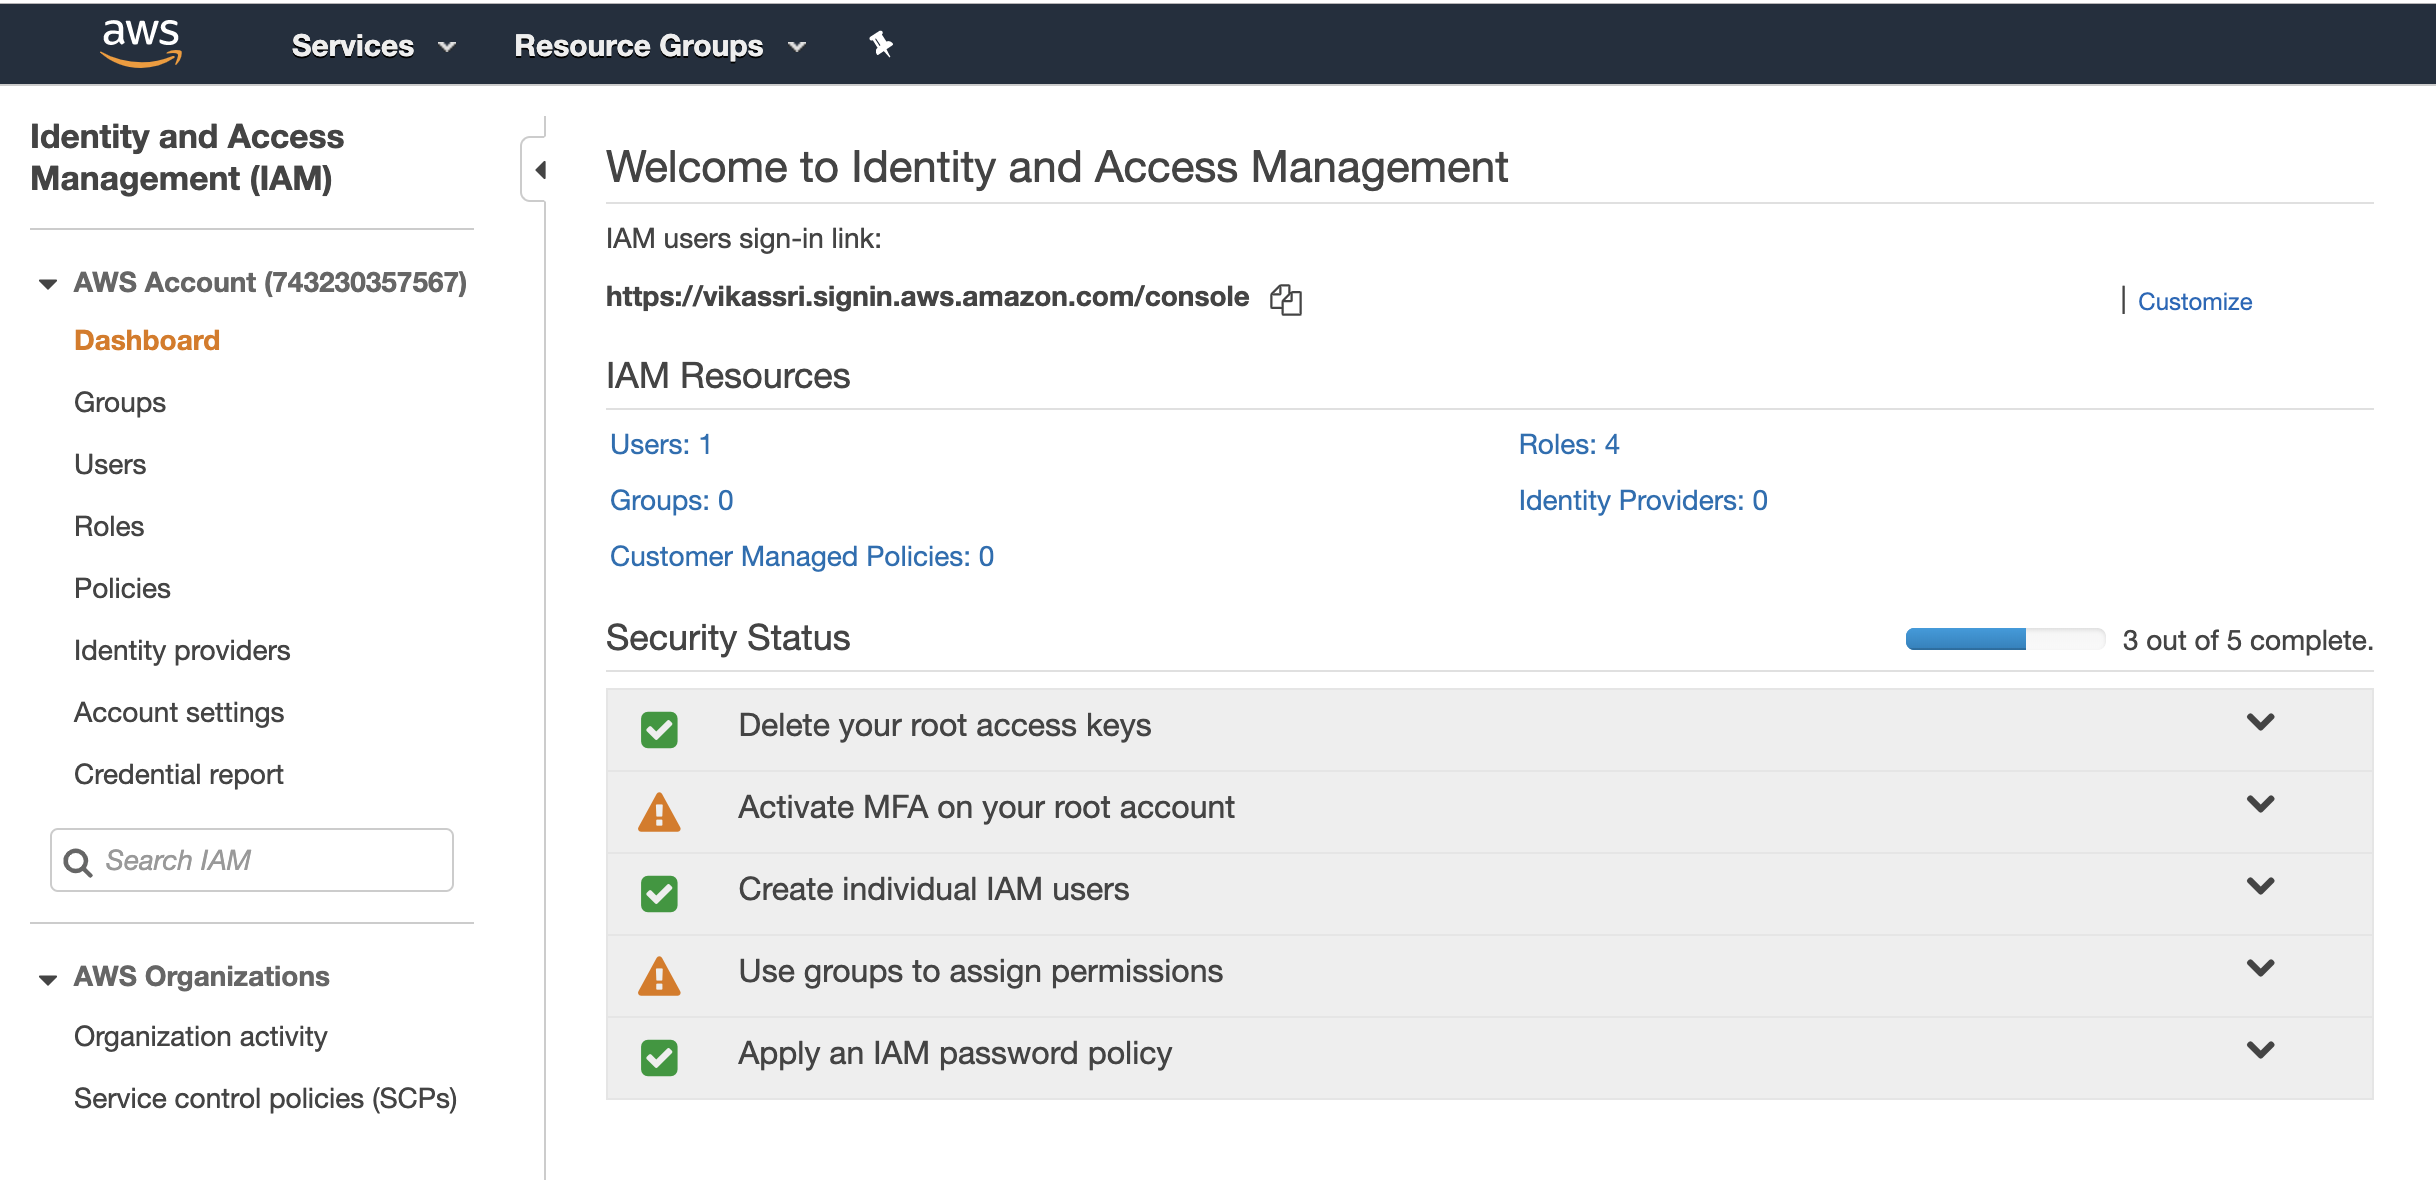 aws
Services
Resource Groups
Identity and Access
Management (IAM)
AWS Account (743230357567)
Dashboard
Groups
Users
Roles
Policies
Identity providers
Account settings
Credential report
Search IAM
AWS Organizations
Organization activity
Service control policies (SCPs)
Welcome to Identity and Access Management
IAM users sign-in link:
https://vikassri.signin.aws.amazon.com/console
| Customize
IAM Resources
Users: 1
Roles: 4
Groups: 0
Identity Providers: 0
Customer Managed Policies: 0
Security Status
3 out of 5 complete.
Delete your root access keys
Activate MFA on your root account
Create individual IAM users
Use groups to assign permissions
Apply an IAM password policy